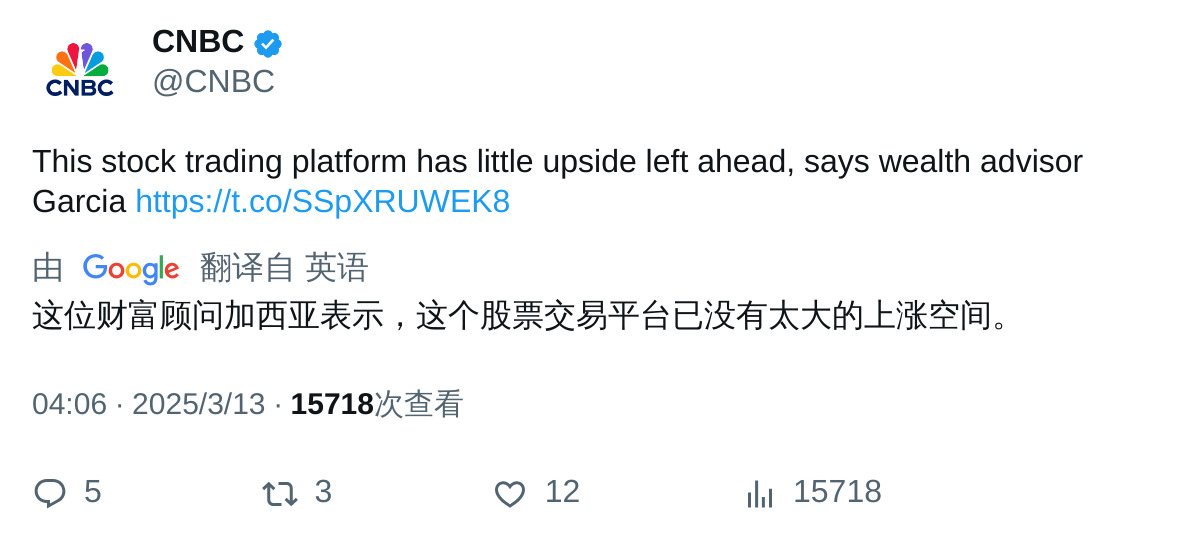 CNBC
CNBC
@CNBC
This stock trading platform has little upside left ahead, says wealth advisor
Garcia https://t.co/SSpXRUWEK8
由 Google 翻译自 英语
这位财富顾问加西亚表示，这个股票交易平台已没有太大的上涨空间。
04:06 · 2025/3/13 · 15718次查看
5 3 12 15718